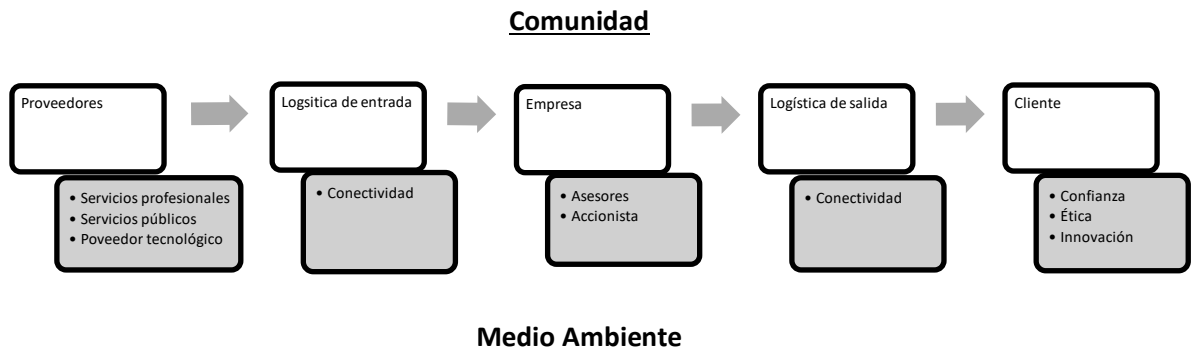 Comunidad
Proveedores
• Servicios profesionales
• Servicios públicos
• Poveedor tecnológico
Logsitica de entrada
• Conectividad
Empresa
• Asesores
• Accionista
Logística de salida
• Conectividad
Cliente
• Confianza
• Ética
• Innovación
Medio Ambiente